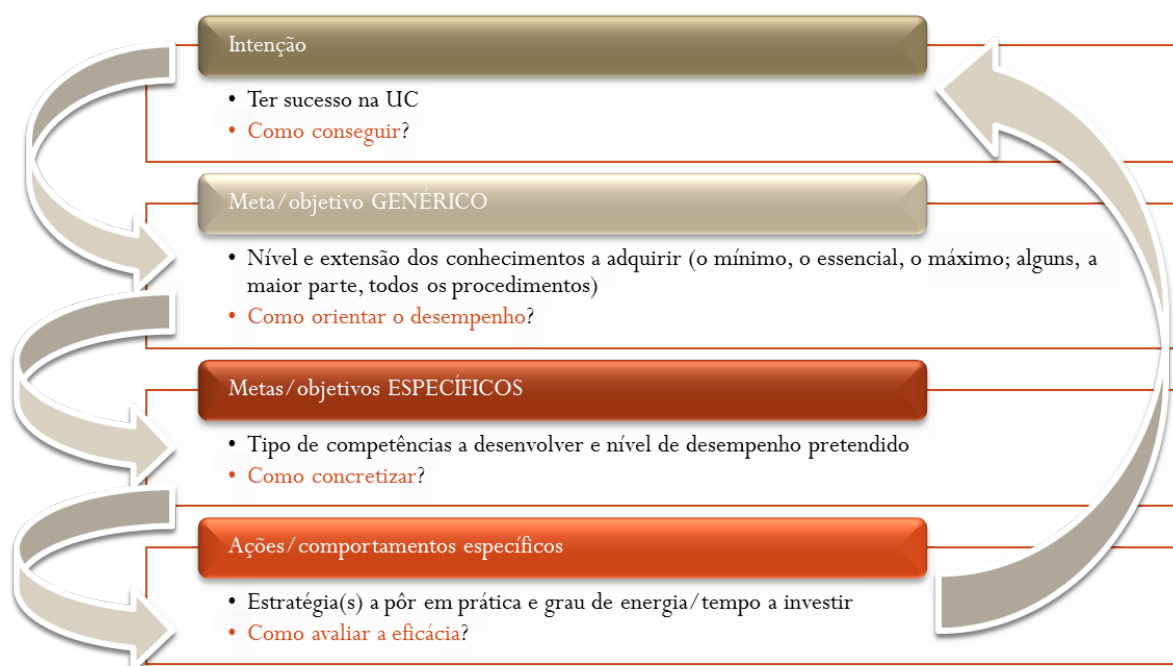 Intenção
• Ter sucesso na UC
• Como conseguir?
Meta/objetivo GENÉRICO
• Nível e extensão dos conhecimentos a adquirir (o mínimo, o essencial, o máximo; alguns, a
maior parte, todos os procedimentos)
• Como orientar o desempenho?
Metas/objetivos ESPECÍFICOS
• Tipo de competências a desenvolver e nível de desempenho pretendido
• Como concretizar?
Ações/comportamentos específicos
• Estratégia(s) a pôr em prática e grau de energia/tempo a investir
• Como avaliar a eficácia?